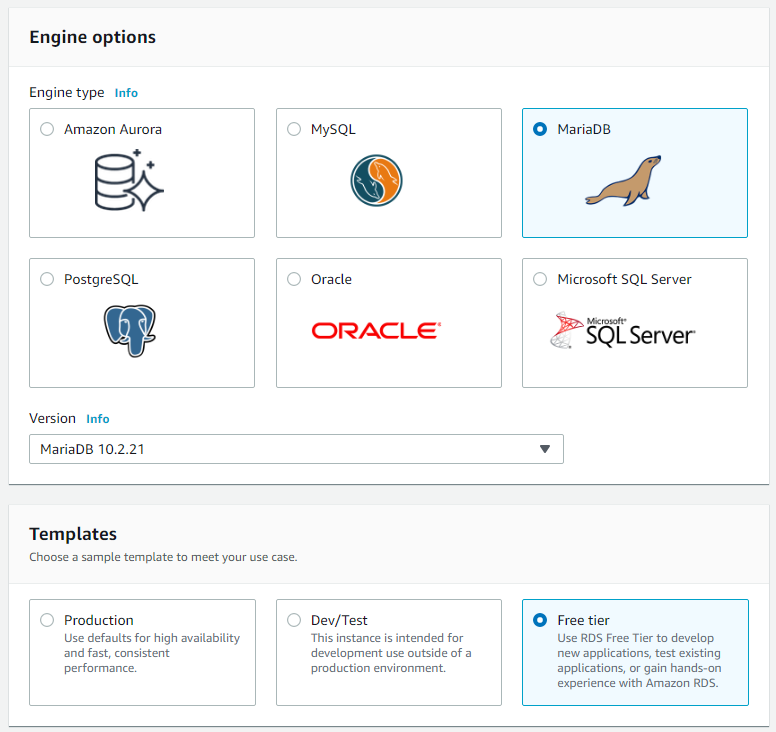 Engine options
Engine type Info
Amazon Aurora
MySQL
MariaDB
PostgreSQL
Oracle
ORACLE®
Microsoft SQL Server
Microsoft®
SQL Server®
Version Info
MariaDB 10.2.21
Templates
Choose a sample template to meet your use case.
Production
Use defaults for high availability
and fast, consistent
performance.
Dev/Test
This instance is intended for
development use outside of a
production environment.
Free tier
Use RDS Free Tier to develop
new applications, test existing
applications, or gain hands-on
experience with Amazon RDS.